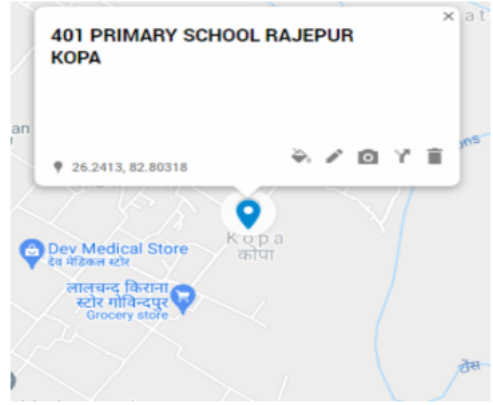 401 PRIMARY SCHOOL RAJEPUR
KOPA
26.2413, 82.80318
Kopa
कोपा
Dev Medical Store
देव मेडिकल स्टोर
लालचन्द किराना
स्टोर गोविन्दपुर
Grocery store
टोंस